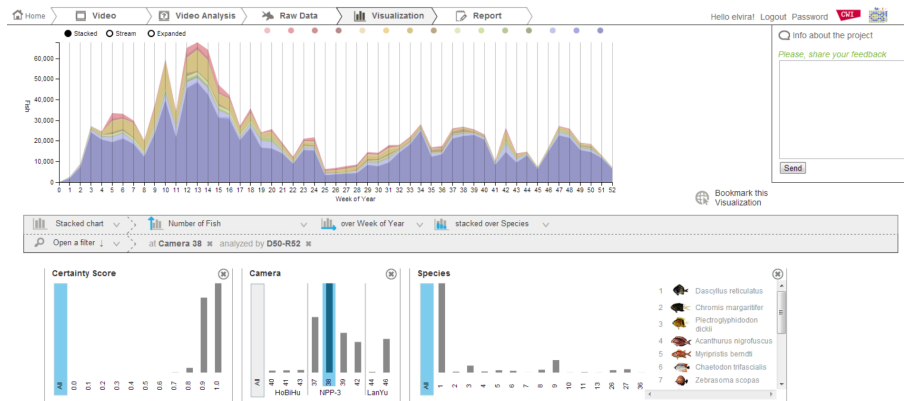 Home Video Video Analysis Raw Data Visualization Report Hello elvira! Logout Password CWI
Stacked Stream Expanded
Info about the project
Please, share your feedback
Send
Fish
60,000
50,000
40,000
30,000
20,000
10,000
0
0 1 2 3 4 5 6 7 8 9 10 11 12 13 14 15 16 17 18 19 20 21 22 23 24 25 26 27 28 29 30 31 32 33 34 35 36 37 38 39 40 41 42 43 44 45 46 47 48 49 50 51 52
Week of Year
Bookmark this
Visualization
Stacked chart Number of Fish over Week of Year stacked over Species
Open a filter ↓ at Camera 38 analyzed by D50-R52
Certainty Score
All 0.0 0.1 0.2 0.3 0.4 0.5 0.6 0.7 0.8 0.9 1.0
Camera
All 40 41 43 37 38 39 42 44 46
HoBiHu NPP-3 LanYu
Species
All 1 2 3 4 5 6 7 8 9 10 11 13 26 27 36
1 Dascyllus reticulatus
2 Chromis margaritifer
3 Plectroglyphidodon
dickii
4 Acanthurus nigrofuscus
5 Myripristis berndti
6 Chaetodon trifascialis
7 Zebrasoma scopas